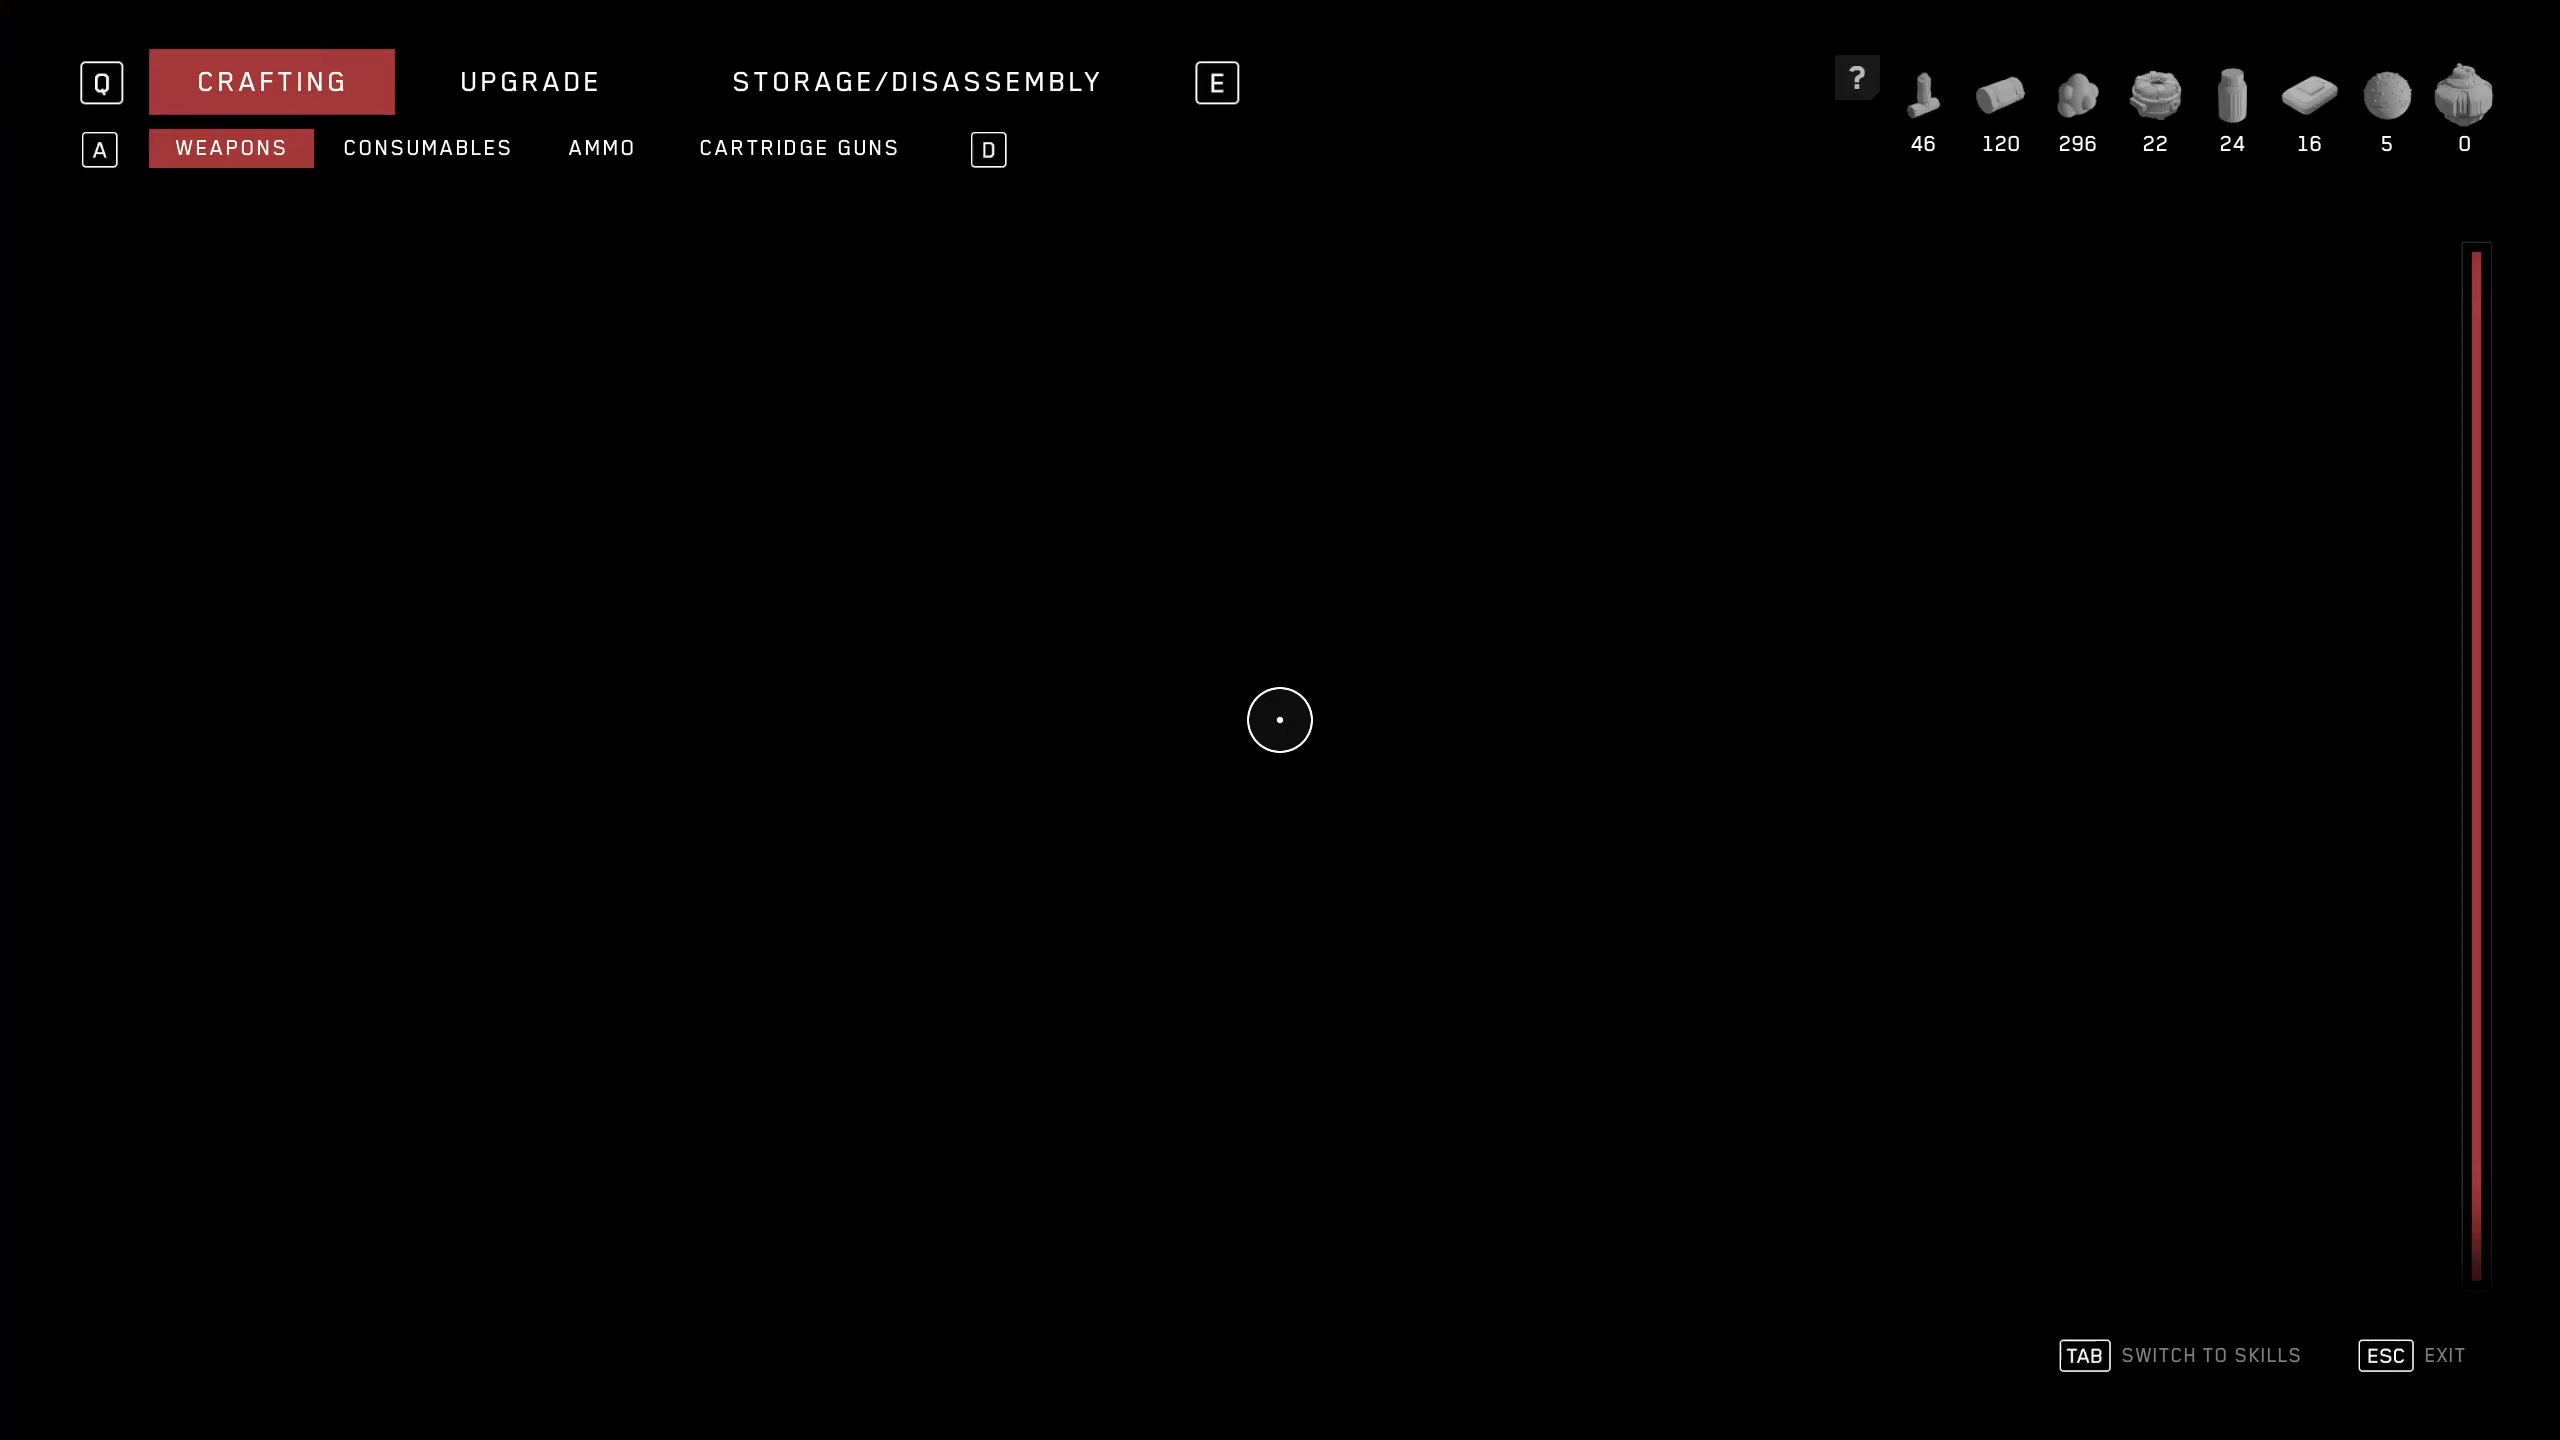 Q CRAFTING UPGRADE STORAGE/DISASSEMBLY E ?
A WEAPONS CONSUMABLES AMMO CARTRIDGE GUNS D 46 120 296 22 24 16 5 0
TAB SWITCH TO SKILLS ESC EXIT